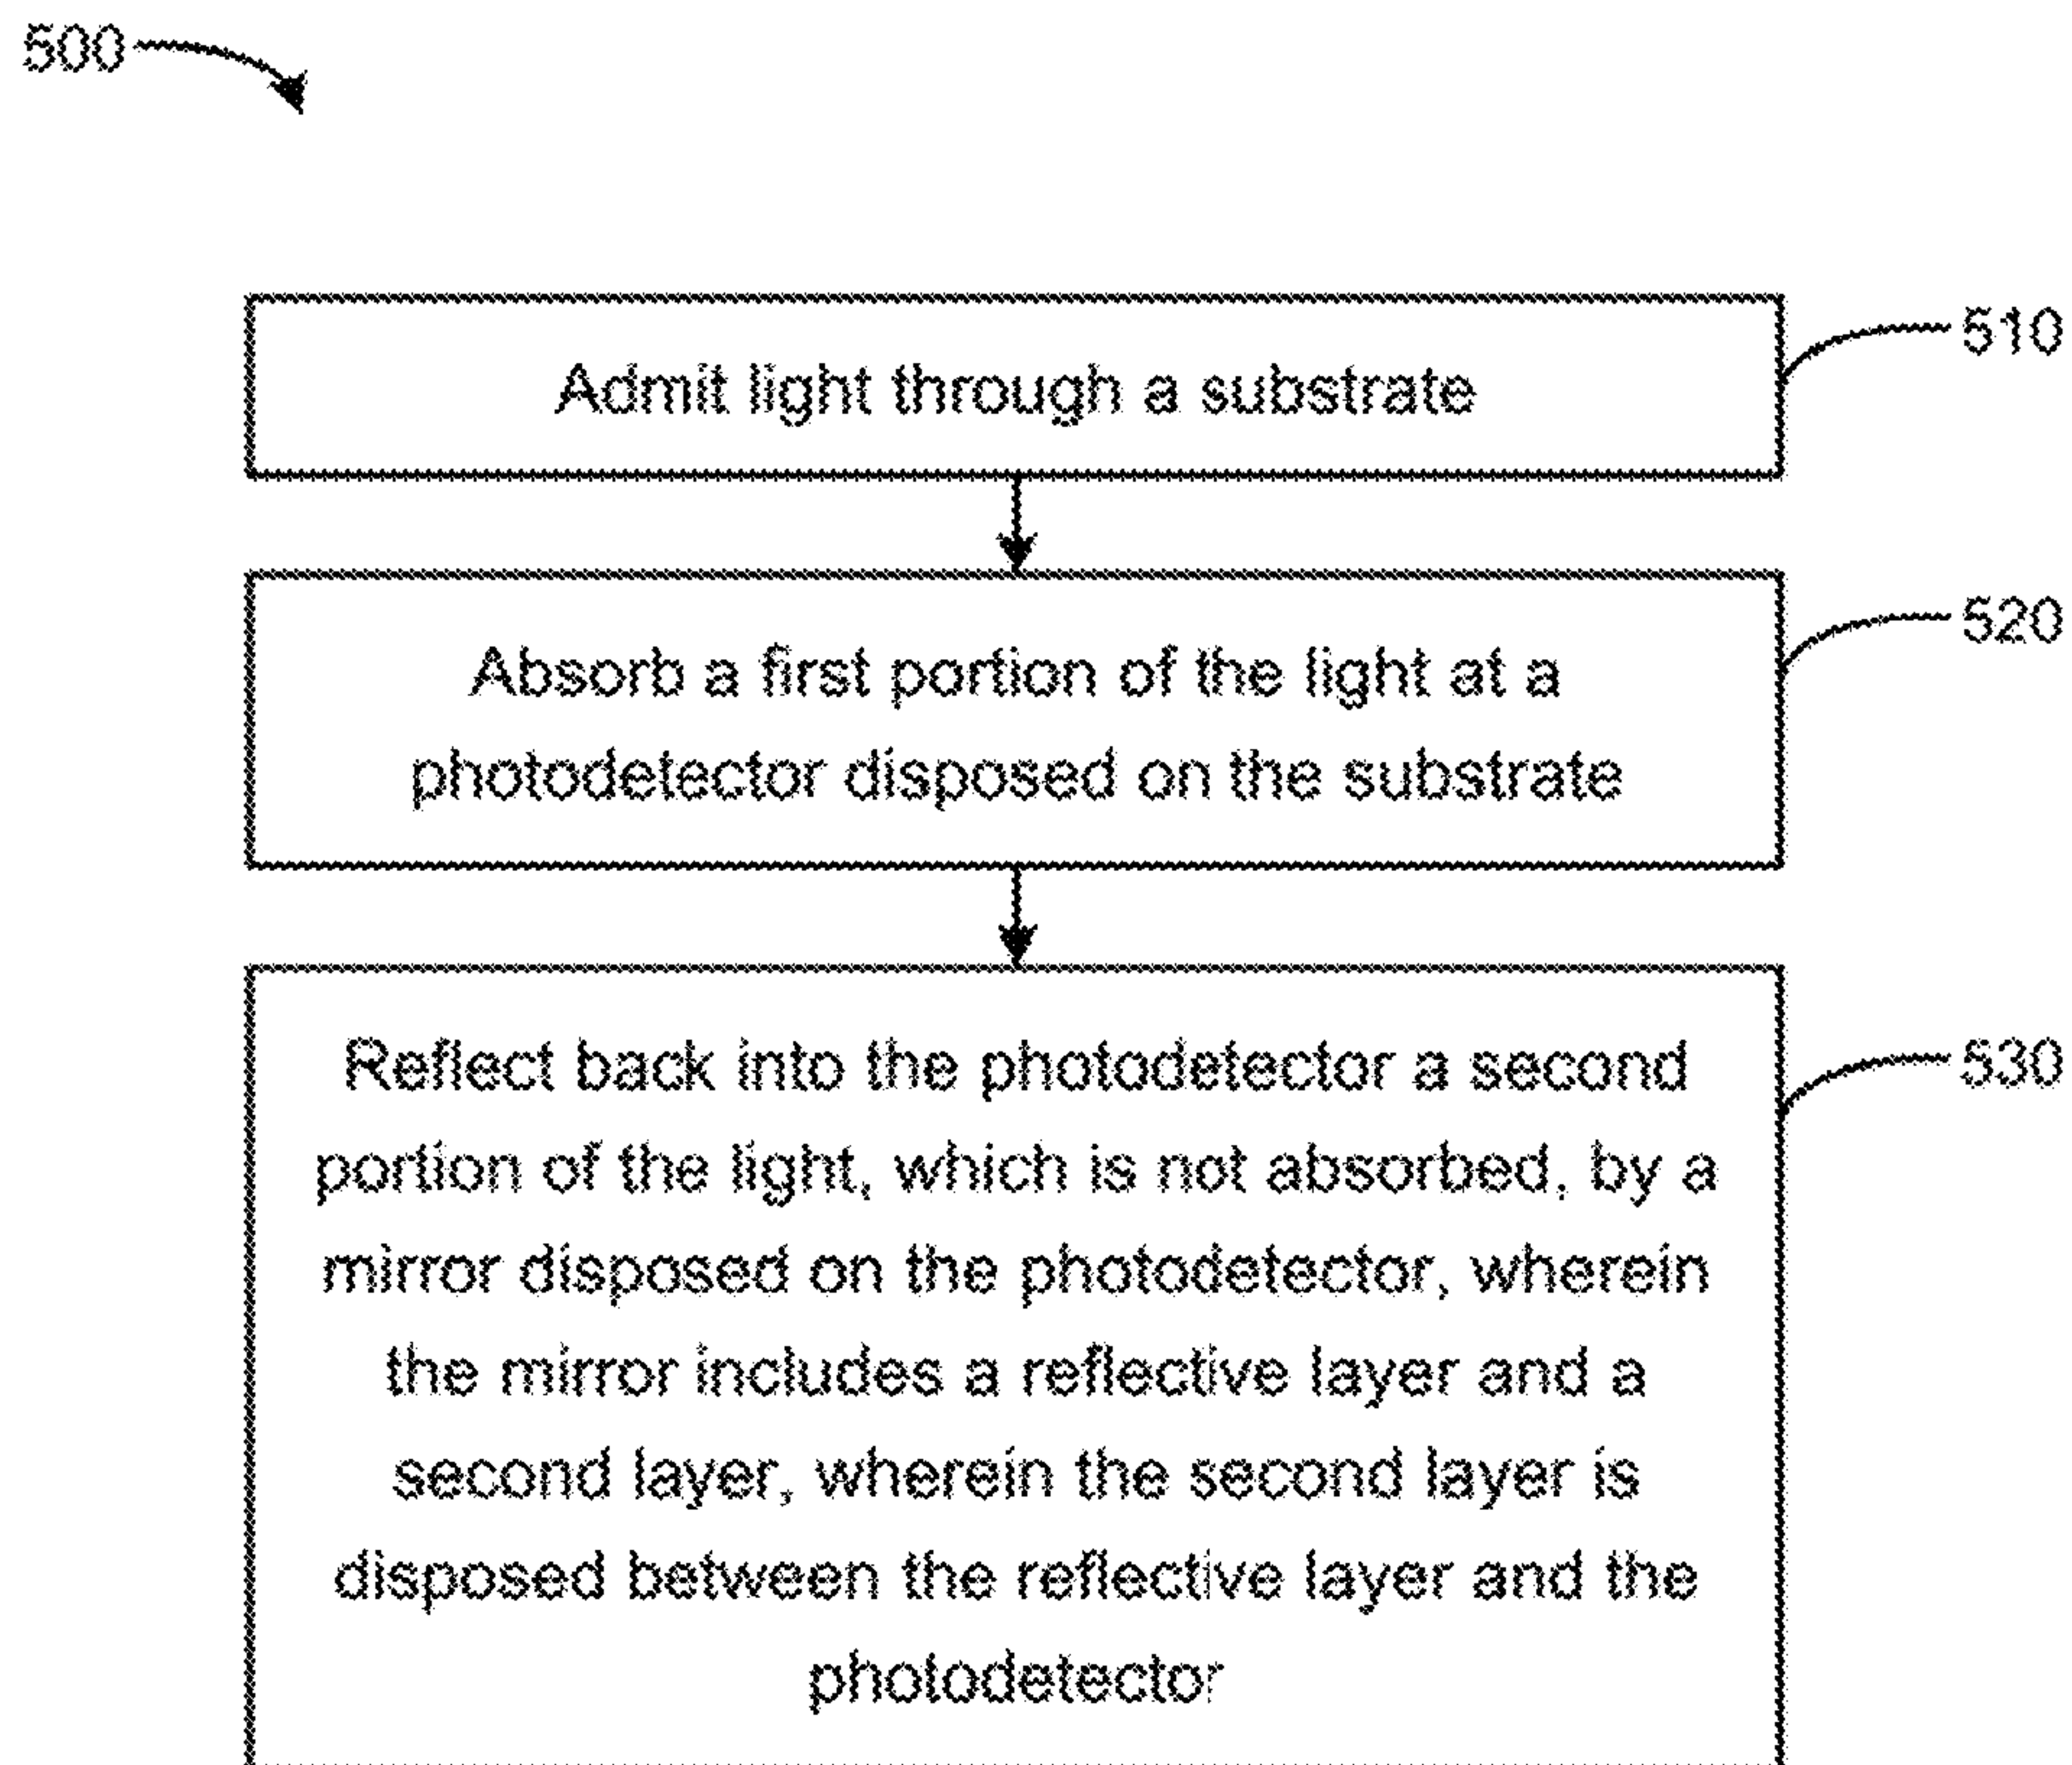 500
Admit light through a substrate
510
Absorb a first portion of the light at a
photodetector disposed on the substrate
520
Reflect back into the photodetector a second
portion of the light, which is not absorbed, by a
mirror disposed on the photodetector, wherein
the mirror includes a reflective layer and a
second layer, wherein the second layer is
disposed between the reflective layer and the
photodetector
530